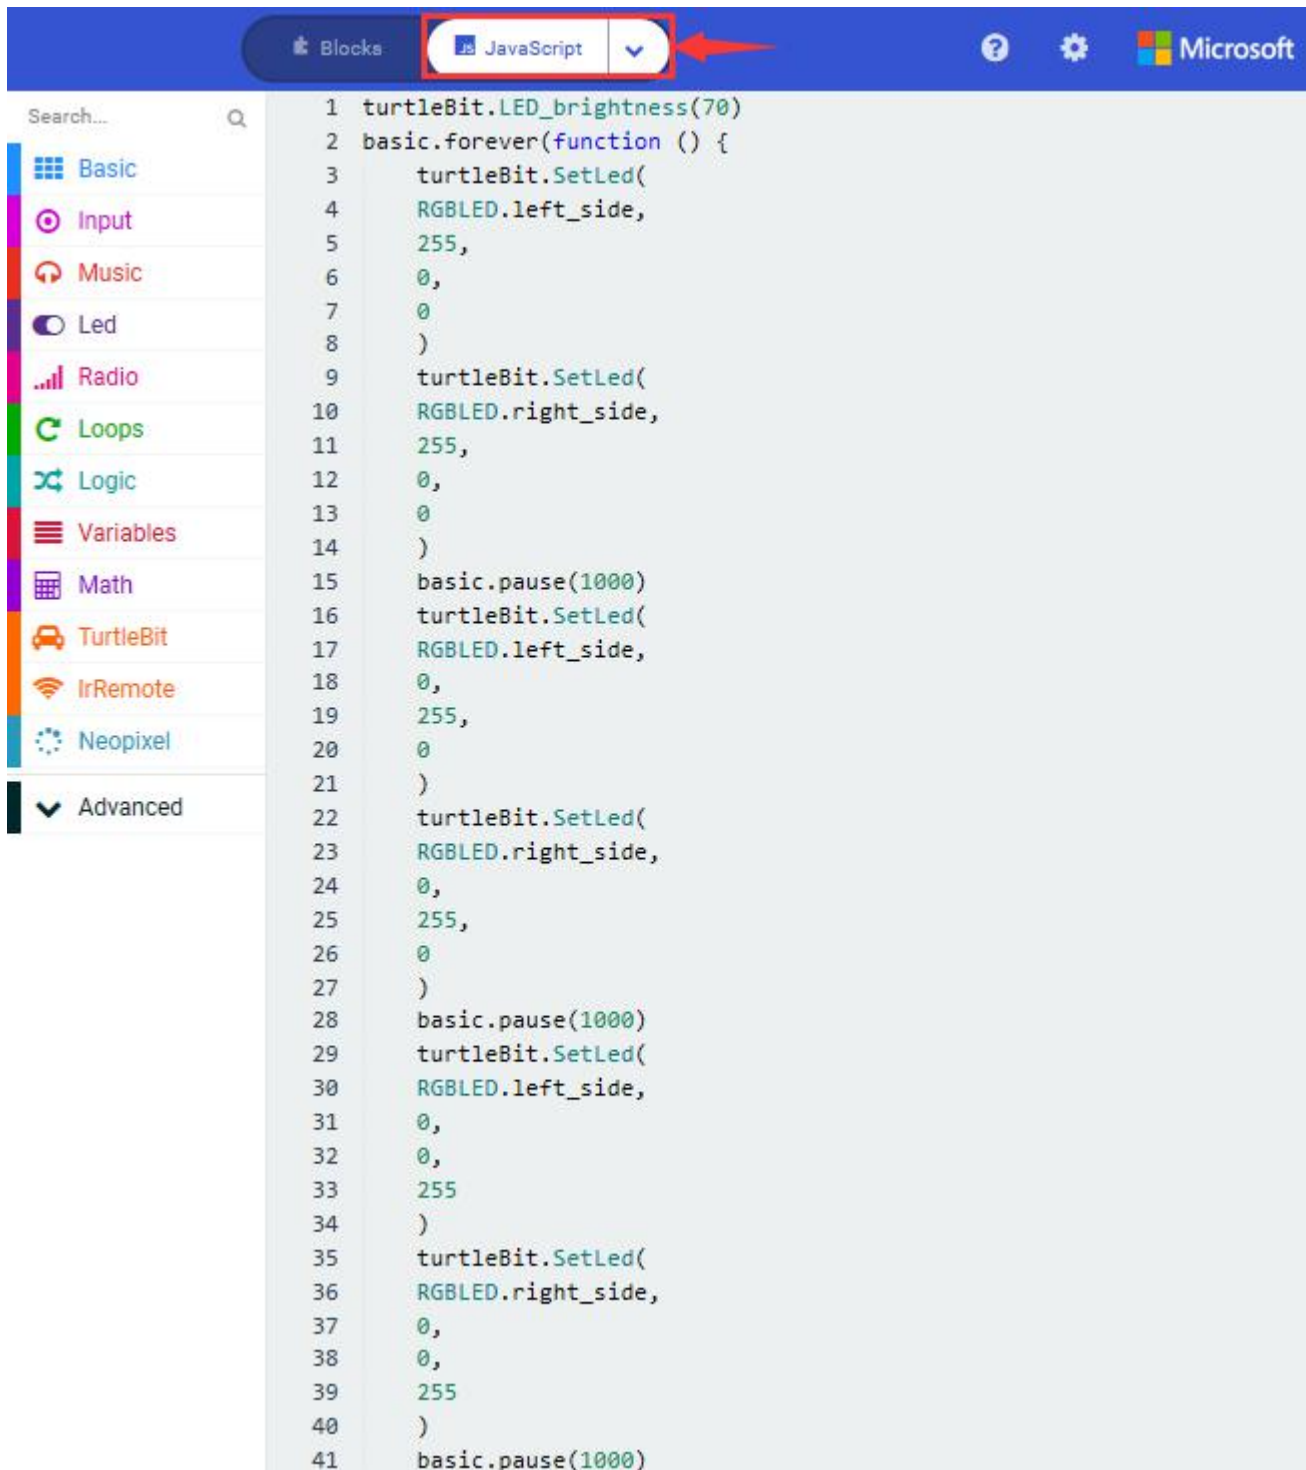 Blocks
JS JavaScript
Microsoft
Search...
Basic
Input
Music
Led
Radio
Loops
Logic
Variables
Math
TurtleBit
IrRemote
Neopixel
Advanced
1 turtleBit.LED_brightness(70)
2 basic.forever(function () {
3 turtleBit.SetLed(
4 RGBLED.left_side,
5 255,
6 0,
7 0
8 )
9 turtleBit.SetLed(
10 RGBLED.right_side,
11 255,
12 0,
13 0
14 )
15 basic.pause(1000)
16 turtleBit.SetLed(
17 RGBLED.left_side,
18 0,
19 255,
20 0
21 )
22 turtleBit.SetLed(
23 RGBLED.right_side,
24 0,
25 255,
26 0
27 )
28 basic.pause(1000)
29 turtleBit.SetLed(
30 RGBLED.left_side,
31 0,
32 0,
33 255
34 )
35 turtleBit.SetLed(
36 RGBLED.right_side,
37 0,
38 0,
39 255
40 )
41 basic.pause(1000)